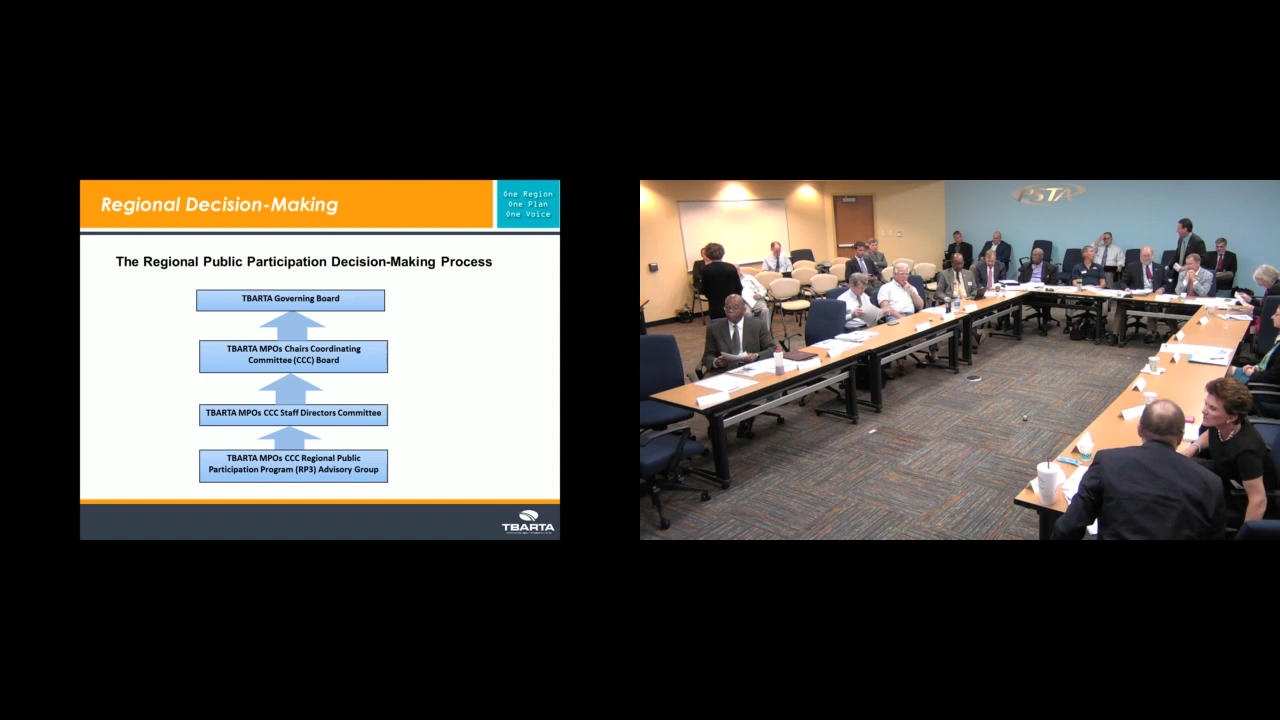 Regional Decision-Making
One Region
One Plan
One Voice
The Regional Public Participation Decision-Making Process
TBARTA Governing Board
TBARTA MPOs Chairs Coordinating
Committee (CCC) Board
TBARTA MPOs CCC Staff Directors Committee
TBARTA MPOs CCC Regional Public
Participation Program (RP3) Advisory Group
TBARTA
PSTA